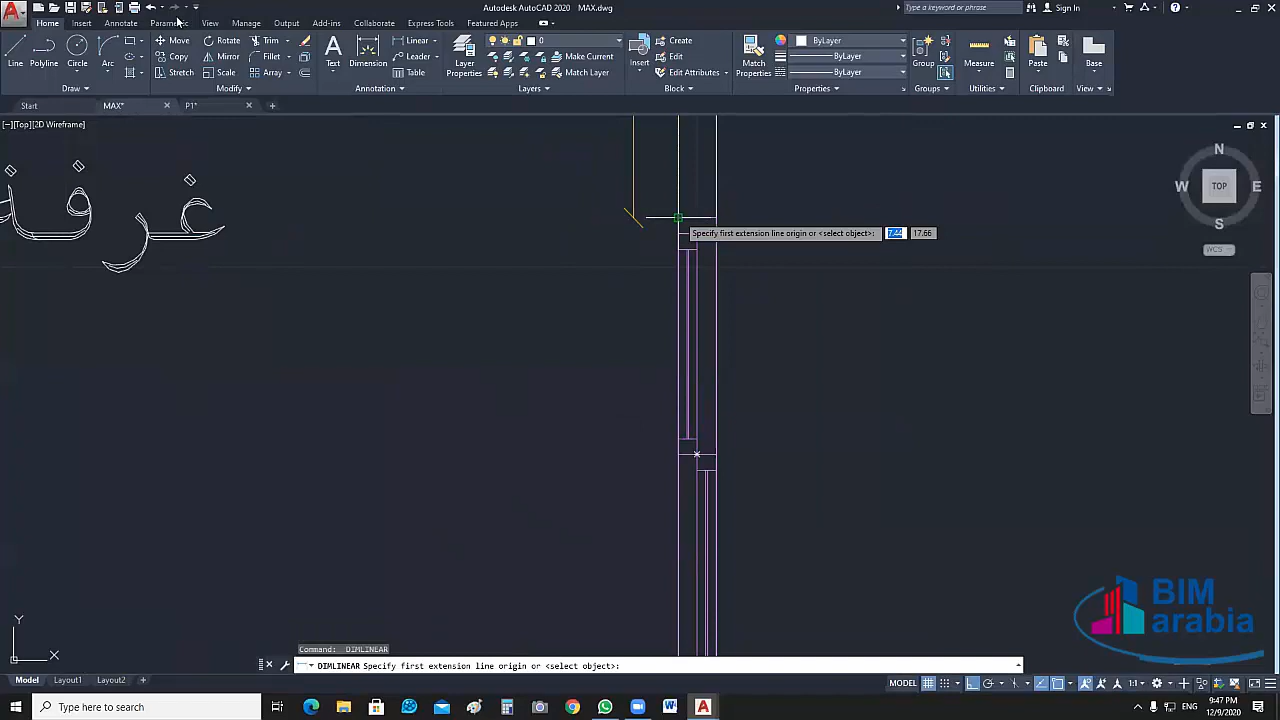 Autodesk AutoCAD 2020 MAX.dwg
Type a keyword or phrase
Sign In
Home Insert Annotate Parametric View Manage Output Add-ins Collaborate Express Tools Featured Apps
Line Polyline Circle Arc
Move Rotate Trim
Copy Mirror Fillet
Stretch Scale Array
Text Dimension
Linear
Leader
Table
Layer Properties
0
Make Current
Match Layer
Insert
Create
Edit
Edit Attributes
Match Properties
ByLayer
ByLayer
ByLayer
Group
Measure
Paste
Base
Draw Modify Annotation Layers Block Properties Groups Utilities Clipboard View
Start MAX* P1*
[−][Top][2D Wireframe]
N
W TOP E
S
WCS
Specify first extension line origin or <select object>: 7.44 17.66
BIM
arabia
Y
X
Command: DIMLINEAR
DIMLINEAR Specify first extension line origin or <select object>:
Model Layout1 Layout2
MODEL 1:1
Type here to search
ENG
9:47 PM
12/9/2020